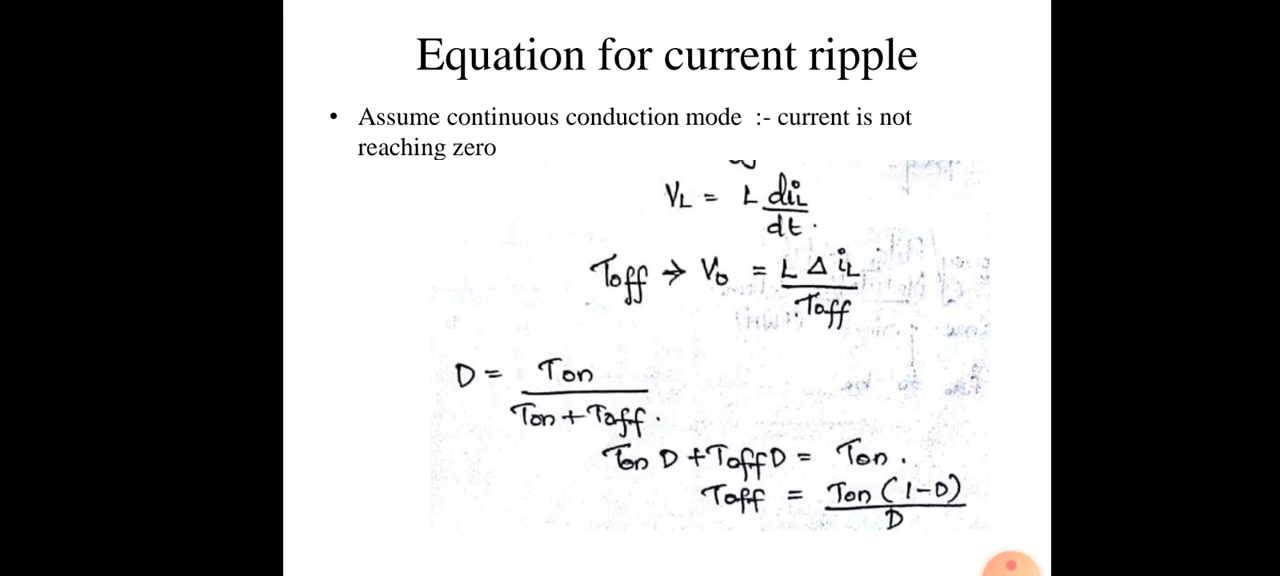 Equation for current ripple
• Assume continuous conduction mode :- current is not
reaching zero
VL = L diL/dt.
Toff → Vo = L Δ iL/Toff
D = Ton/Ton + Toff.
Ton D + Toff D = Ton.
Toff = Ton (1-D)/D